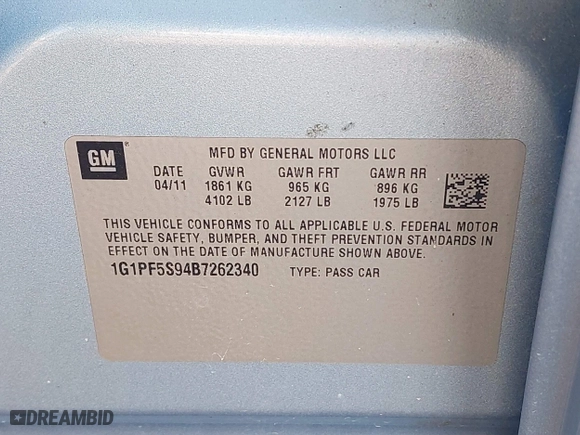 GM
MFD BY GENERAL MOTORS LLC
DATE GVWR GAWR FRT GAWR RR
04/11 1861 KG 965 KG 896 KG
4102 LB 2127 LB 1975 LB
THIS VEHICLE CONFORMS TO ALL APPLICABLE U.S. FEDERAL MOTOR
VEHICLE SAFETY, BUMPER, AND THEFT PREVENTION STANDARDS IN
EFFECT ON THE DATE OF MANUFACTURE SHOWN ABOVE.
1G1PF5S94B7262340 TYPE: PASS CAR
DREAMBID